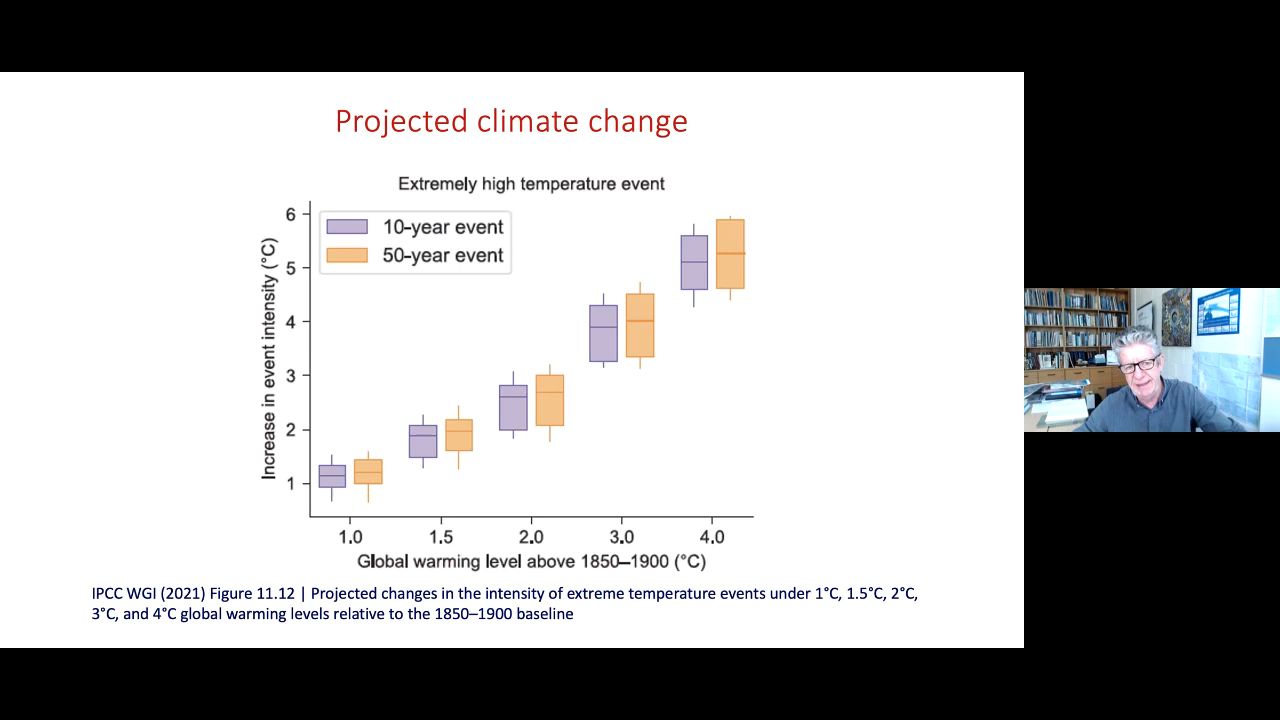 Projected climate change
Extremely high temperature event
10-year event
50-year event
6
5
4
3
2
1
Increase in event intensity (°C)
1.0 1.5 2.0 3.0 4.0
Global warming level above 1850–1900 (°C)
IPCC WGI (2021) Figure 11.12 | Projected changes in the intensity of extreme temperature events under 1°C, 1.5°C, 2°C,
3°C, and 4°C global warming levels relative to the 1850–1900 baseline